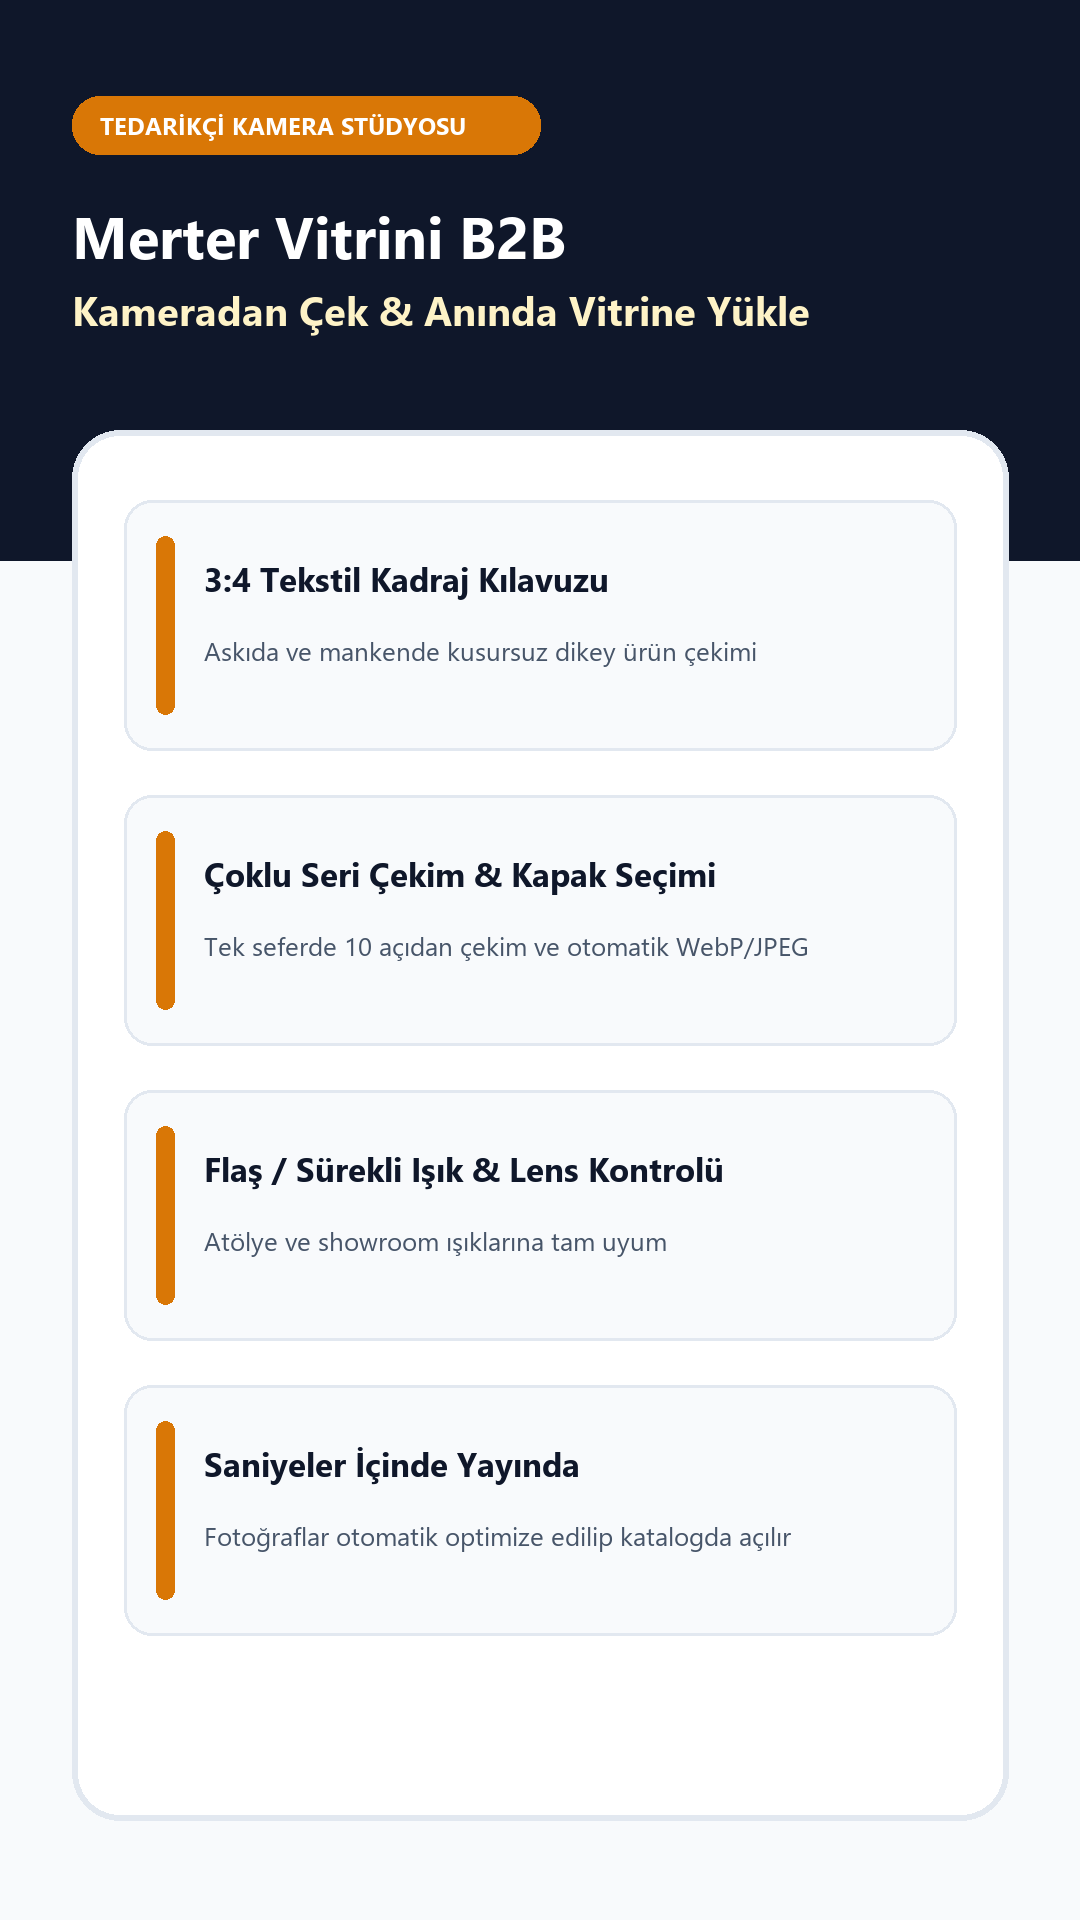 TEDARİKÇİ KAMERA STÜDYOSU
Merter Vitrini B2B
Kameradan Çek & Anında Vitrine Yükle
3:4 Tekstil Kadraj Kılavuzu
Askıda ve mankende kusursuz dikey ürün çekimi
Çoklu Seri Çekim & Kapak Seçimi
Tek seferde 10 açıdan çekim ve otomatik WebP/JPEG
Flaş / Sürekli Işık & Lens Kontrolü
Atölye ve showroom ışıklarına tam uyum
Saniyeler İçinde Yayında
Fotoğraflar otomatik optimize edilip katalogda açılır